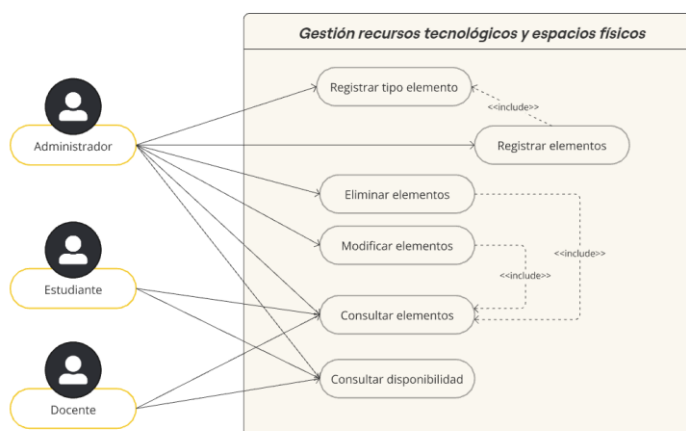 Gestión recursos tecnológicos y espacios físicos
Registrar tipo elemento
<<include>>
Administrador
Registrar elementos
Eliminar elementos
Modificar elementos
<<include>>
<<include>>
Estudiante
Consultar elementos
Consultar disponibilidad
Docente